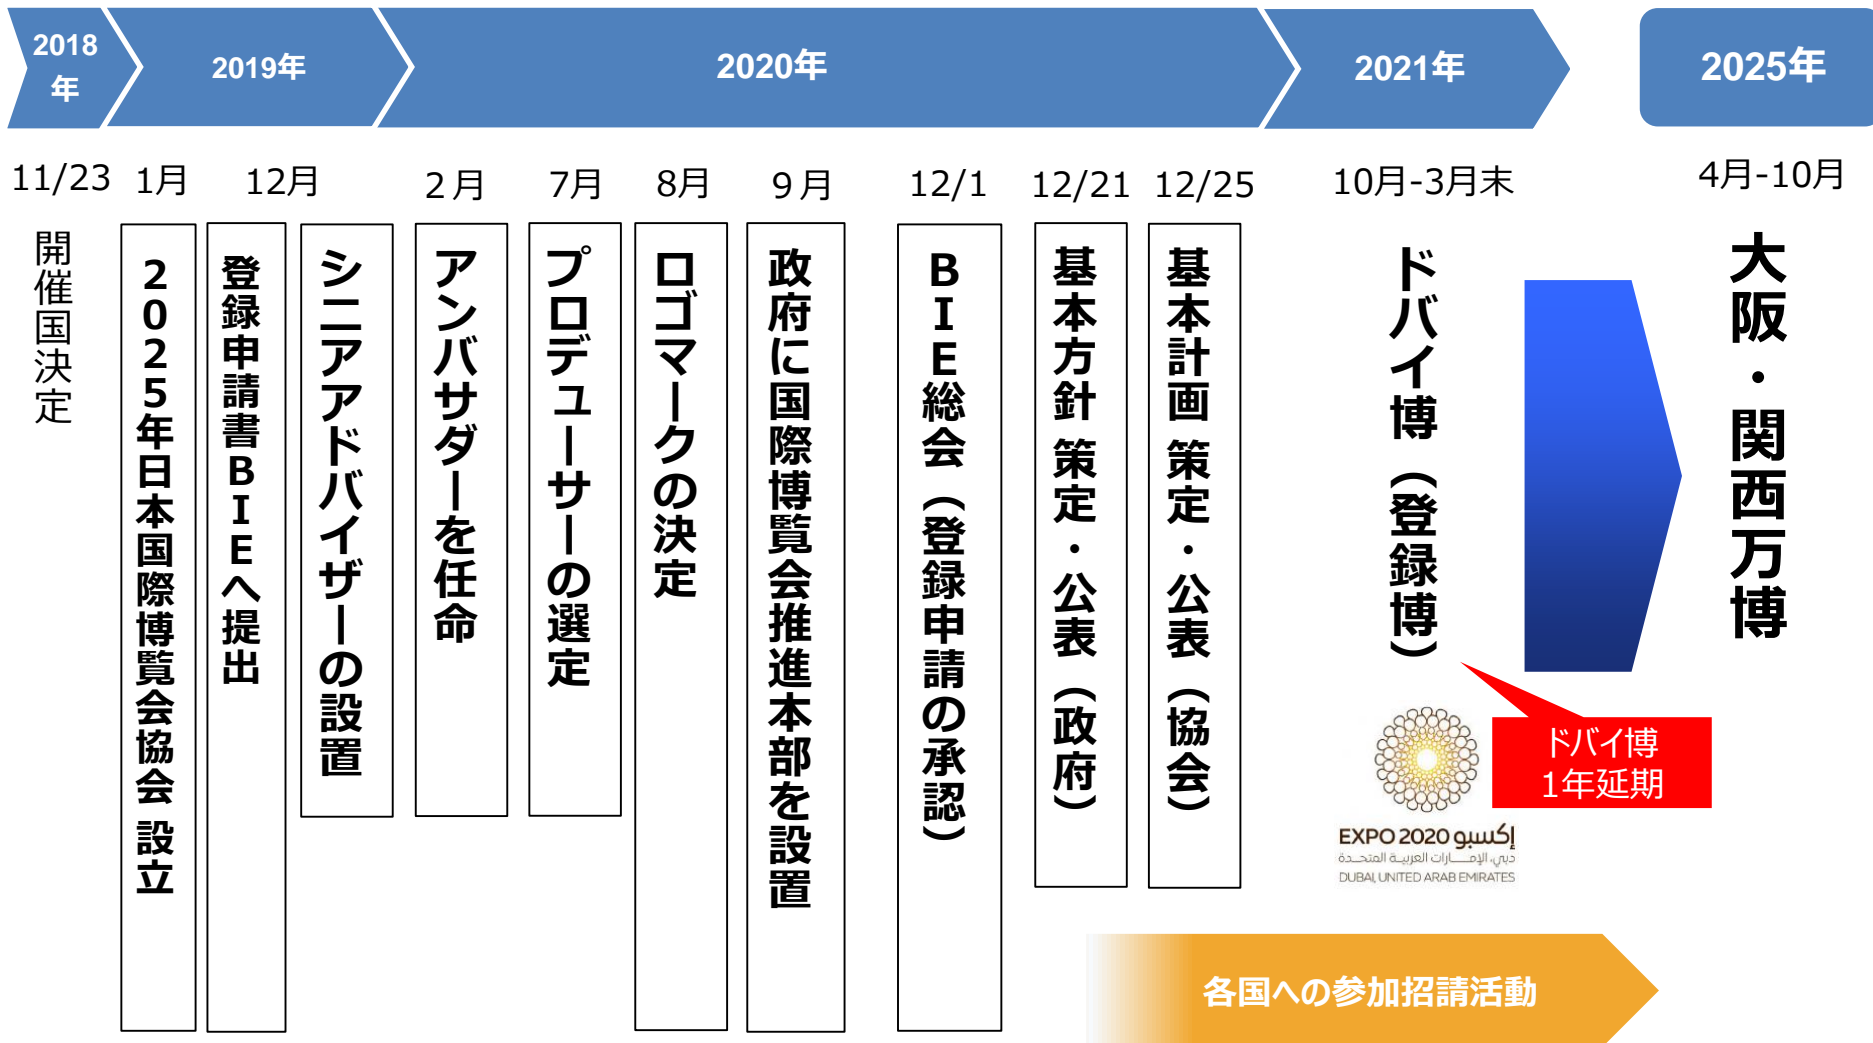 2018
年
2019年
2020年
2021年
2025年
11/23
1月
12月
２月
7月
8月
９月
12/1
12/21
12/25
10月-3月末
4月-10月
開催国決定
２０２５年日本国際博覧会協会 設立
登録申請書ＢＩＥへ提出
シニアアドバイザーの設置
アンバサダーを任命
プロデューサーの選定
ロゴマークの決定
政府に国際博覧会推進本部を設置
ＢＩＥ総会（登録申請の承認）
基本方針 策定・公表（政府）
基本計画 策定・公表（協会）
ドバイ博（登録博）
大阪・関西万博
ドバイ博
1年延期
EXPO 2020 إكسبو
دبي، الإمارات العربية المتحدة
DUBAI, UNITED ARAB EMIRATES
各国への参加招請活動